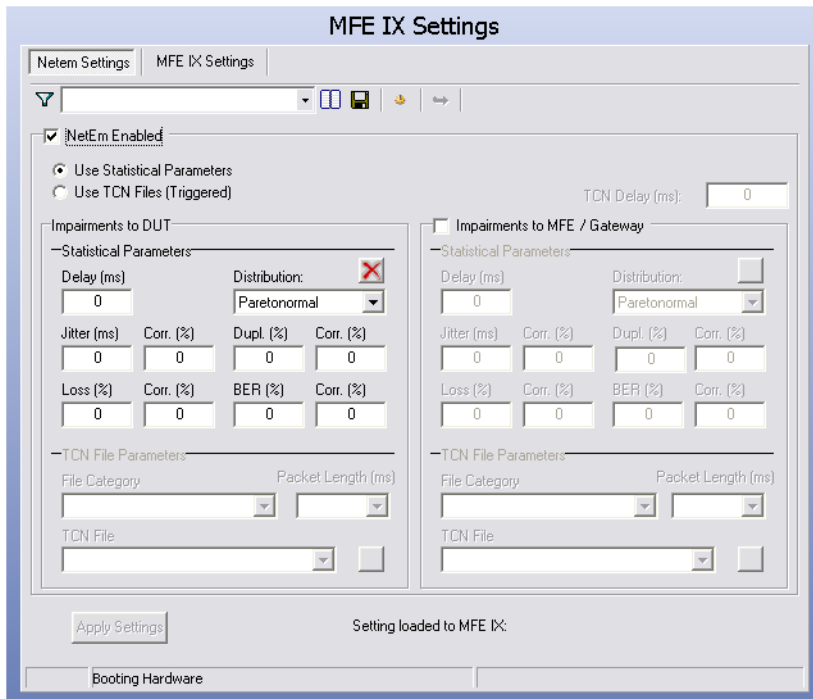 MFE IX Settings
Netem Settings MFE IX Settings
NetEm Enabled
Use Statistical Parameters
Use TCN Files (Triggered)
TCN Delay (ms): 0
Impairments to DUT
Statistical Parameters
Delay (ms) Distribution:
0 Paretonormal
Jitter (ms) Corr. (%) Dupl. (%) Corr. (%)
0 0 0 0
Loss (%) Corr. (%) BER (%) Corr. (%)
0 0 0 0
TCN File Parameters
File Category Packet Length (ms)
TCN File
Impairments to MFE / Gateway
Statistical Parameters
Delay (ms) Distribution:
0 Paretonormal
Jitter (ms) Corr. (%) Dupl. (%) Corr. (%)
0 0 0 0
Loss (%) Corr. (%) BER (%) Corr. (%)
0 0 0 0
TCN File Parameters
File Category Packet Length (ms)
TCN File
Apply Settings Setting loaded to MFE IX:
Booting Hardware